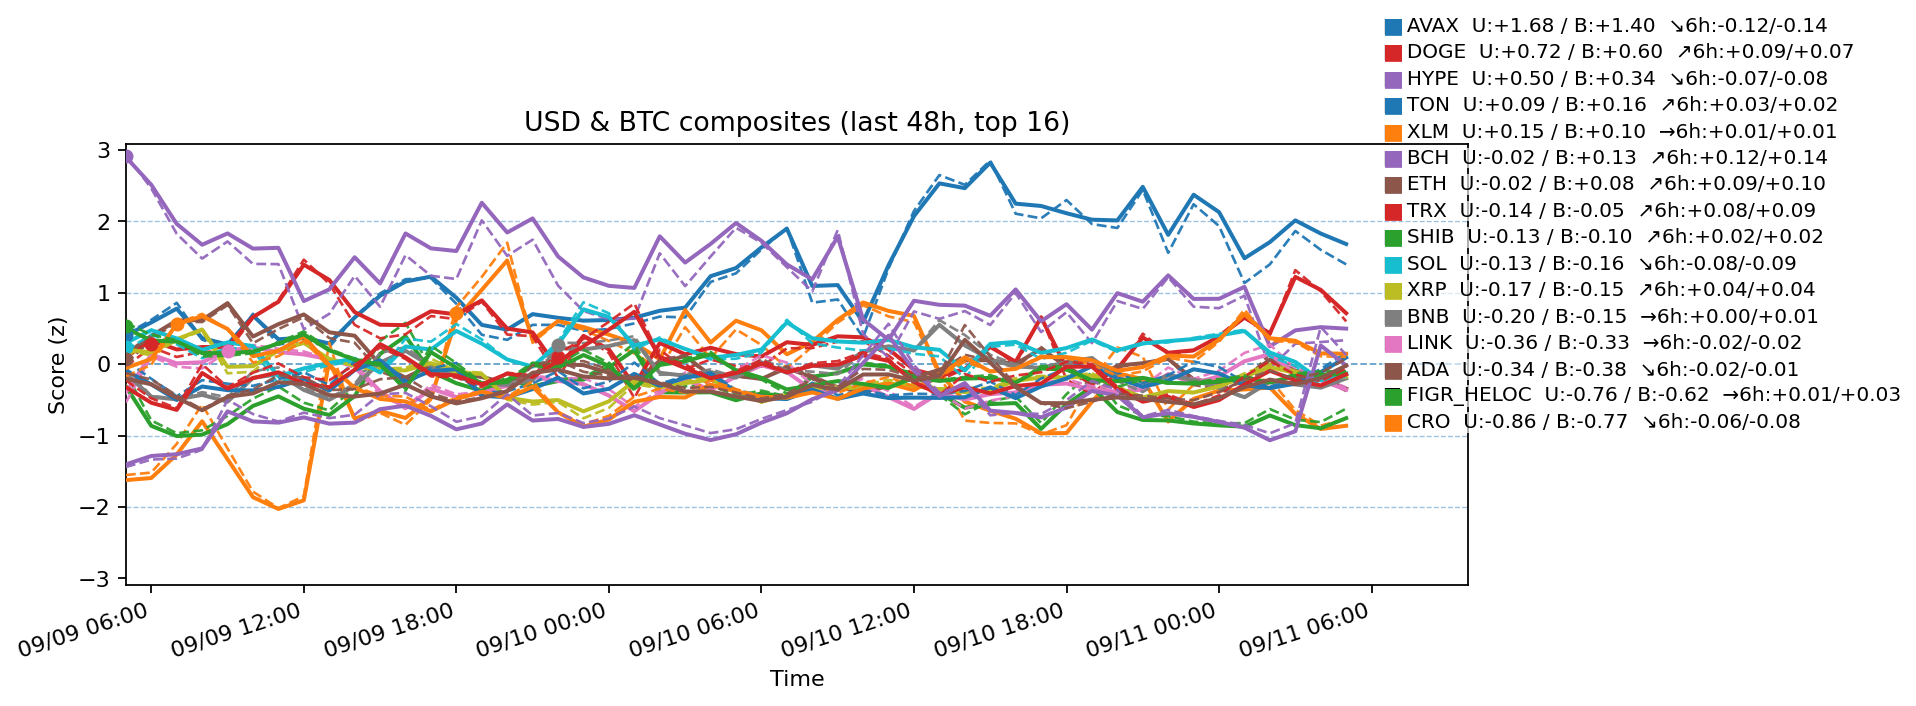 AVAX  U:+1.68 / B:+1.40  ↘6h:-0.12/-0.14
DOGE  U:+0.72 / B:+0.60  ↗6h:+0.09/+0.07
HYPE  U:+0.50 / B:+0.34  ↘6h:-0.07/-0.08
TON  U:+0.09 / B:+0.16  ↗6h:+0.03/+0.02
XLM  U:+0.15 / B:+0.10  →6h:+0.01/+0.01
BCH  U:-0.02 / B:+0.13  ↗6h:+0.12/+0.14
ETH  U:-0.02 / B:+0.08  ↗6h:+0.09/+0.10
TRX  U:-0.14 / B:-0.05  ↗6h:+0.08/+0.09
SHIB  U:-0.13 / B:-0.10  ↗6h:+0.02/+0.02
SOL  U:-0.13 / B:-0.16  ↘6h:-0.08/-0.09
XRP  U:-0.17 / B:-0.15  ↗6h:+0.04/+0.04
BNB  U:-0.20 / B:-0.15  →6h:+0.00/+0.01
LINK  U:-0.36 / B:-0.33  →6h:-0.02/-0.02
ADA  U:-0.34 / B:-0.38  ↘6h:-0.02/-0.01
FIGR_HELOC  U:-0.76 / B:-0.62  →6h:+0.01/+0.03
CRO  U:-0.86 / B:-0.77  ↘6h:-0.06/-0.08
USD & BTC composites (last 48h, top 16)
Score (z)
3
2
1
0
−1
−2
−3
09/09 06:00
09/09 12:00
09/09 18:00
09/10 00:00
09/10 06:00
09/10 12:00
09/10 18:00
09/11 00:00
09/11 06:00
Time